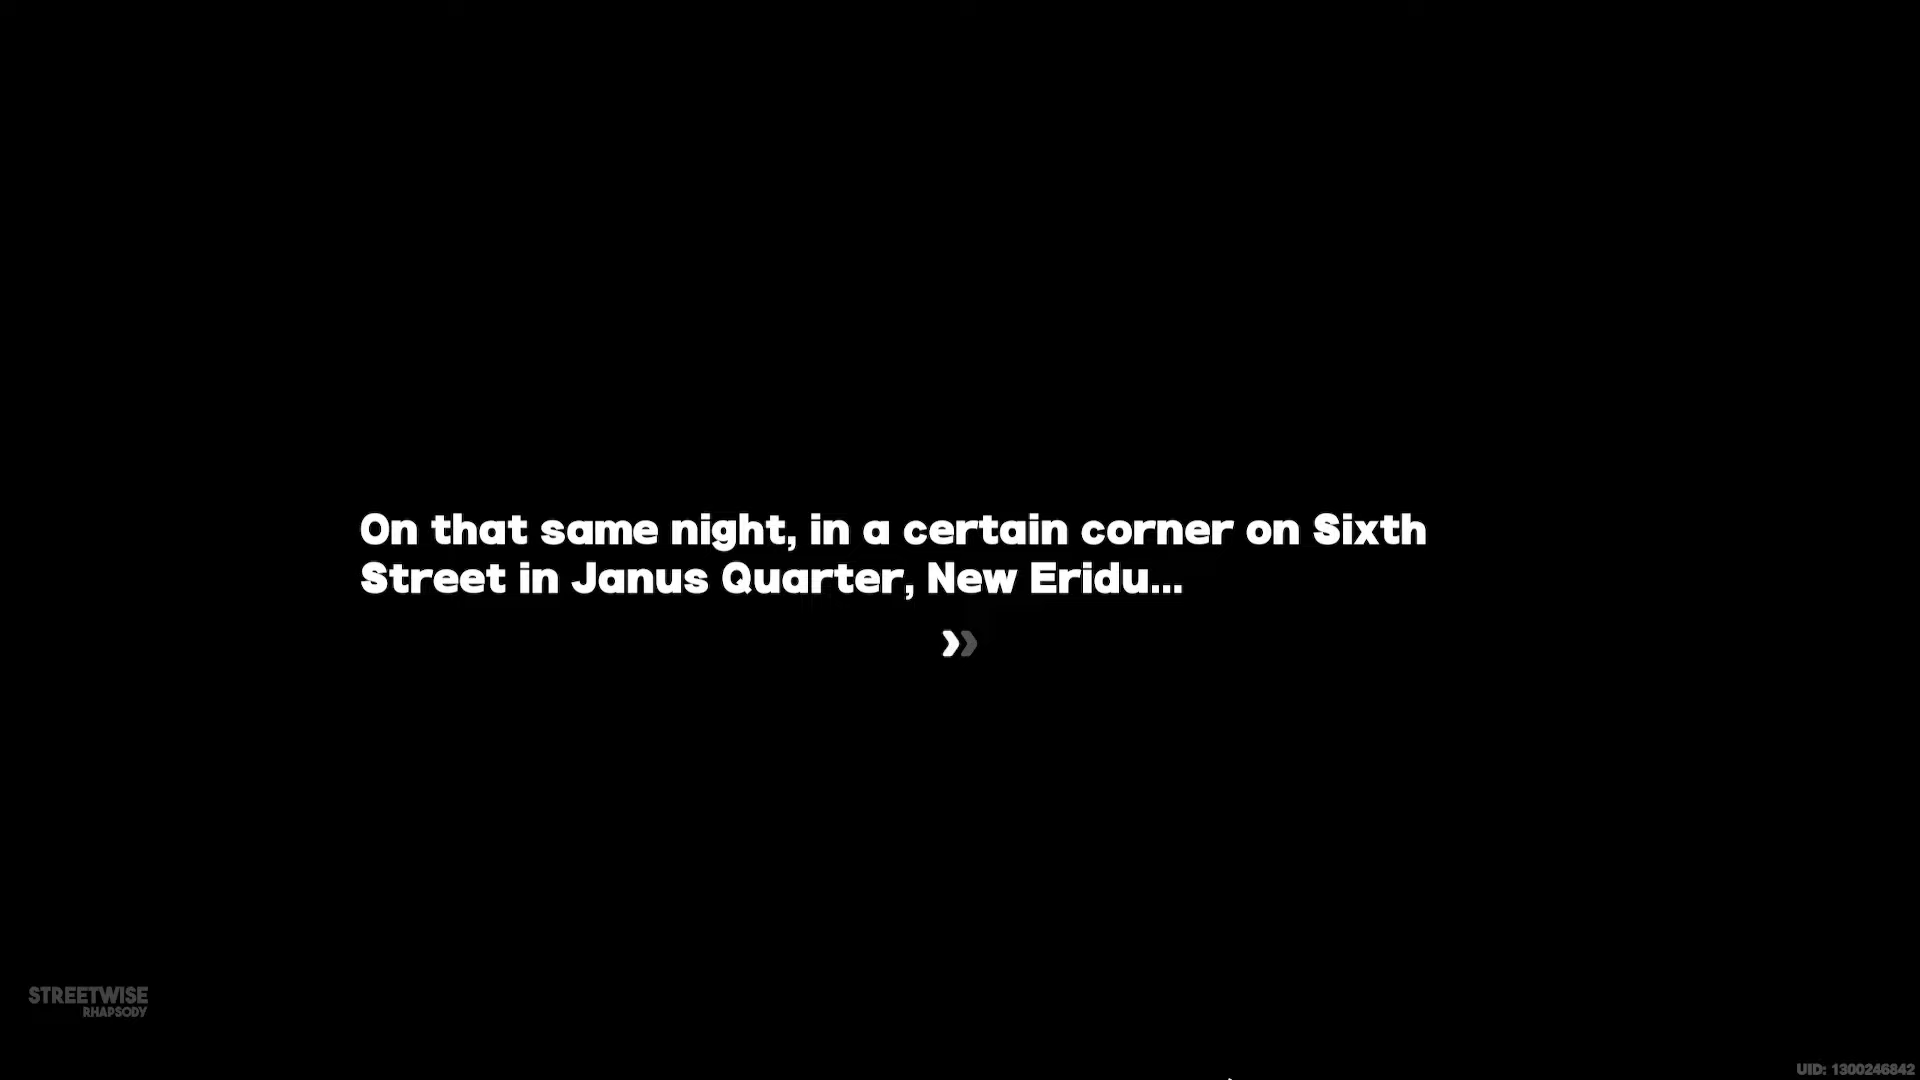 On that same night, in a certain corner on Sixth
Street in Janus Quarter, New Eridu...
STREETWISE
RHAPSODY
UID: 1300246842